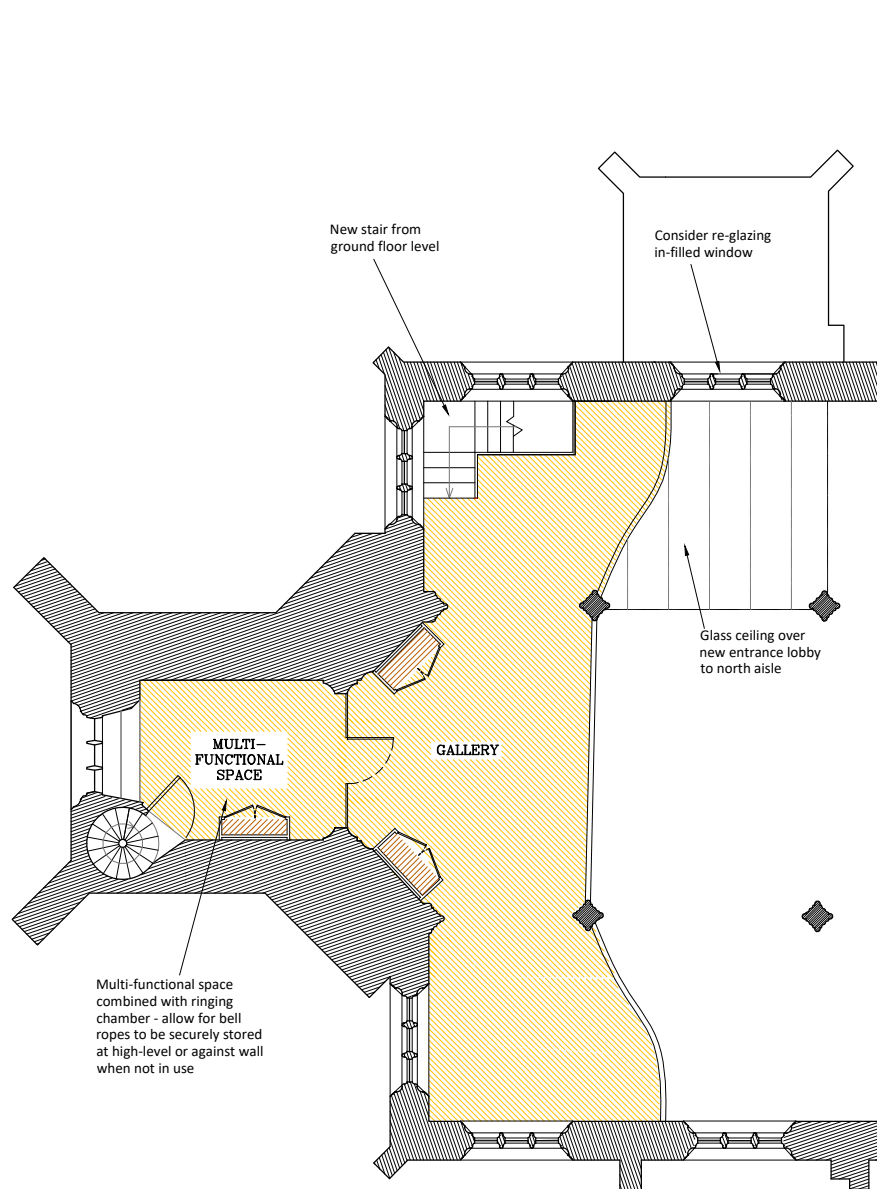 New stair from
ground floor level
Consider re-glazing
in-filled window
Glass ceiling over
new entrance lobby
to north aisle
MULTI-
FUNCTIONAL
SPACE
GALLERY
Multi-functional space
combined with ringing
chamber - allow for bell
ropes to be securely stored
at high-level or against wall
when not in use